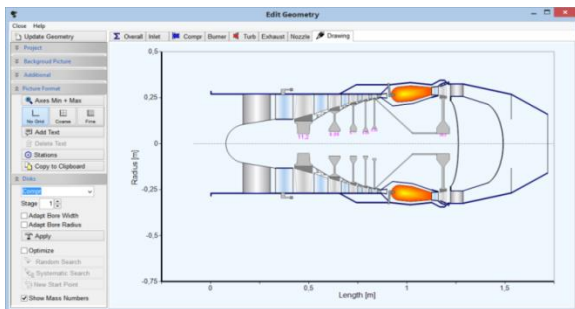 Edit Geometry
Close Help
Update Geometry
Overall Inlet Compr Burner Turb Exhaust Nozzle Drawing
Project
Background Picture
Additional
Picture Format
Axes Min + Max
No Grid Coarse Fine
Add Text
Delete Text
Stations
Copy to Clipboard
Disks
Stage: 1
Adapt Bore Width
Adapt Bore Radius
Apply
Optimize
Random Search
Systematic Search
New Start Point
Show Mass Numbers
Radius [m]
0,5
0,25
0
-0,25
-0,5
-0,75
11,2
0 0,5 1 1,5
Length [m]